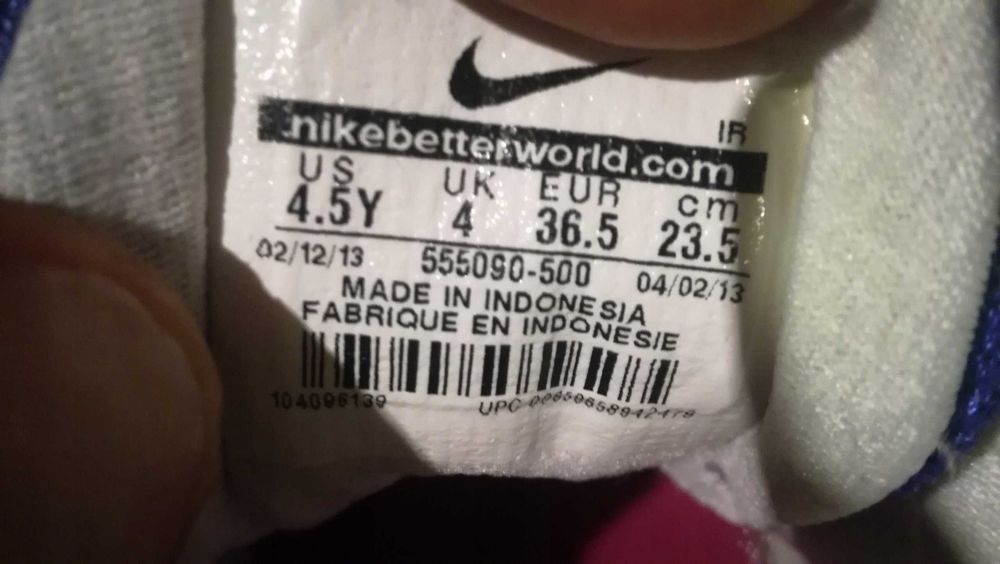 IR
nikebetterworld.com
US UK EUR cm
4.5Y 4 36.5 23.5
02/12/13 555090-500 04/02/13
MADE IN INDONESIA
FABRIQUE EN INDONESIE
104096139 UPC